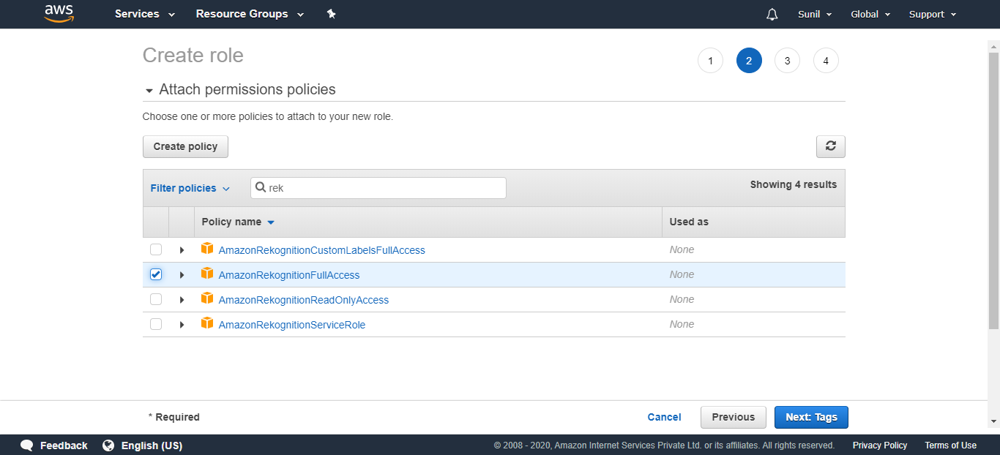 aws Services Resource Groups Sunil Global Support
Create role 1 2 3 4
Attach permissions policies
Choose one or more policies to attach to your new role.
Create policy
Filter policies rek Showing 4 results
Policy name Used as
AmazonRekognitionCustomLabelsFullAccess None
AmazonRekognitionFullAccess None
AmazonRekognitionReadOnlyAccess None
AmazonRekognitionServiceRole None
* Required Cancel Previous Next: Tags
Feedback English (US) © 2008 - 2020, Amazon Internet Services Private Ltd. or its affiliates. All rights reserved. Privacy Policy Terms of Use